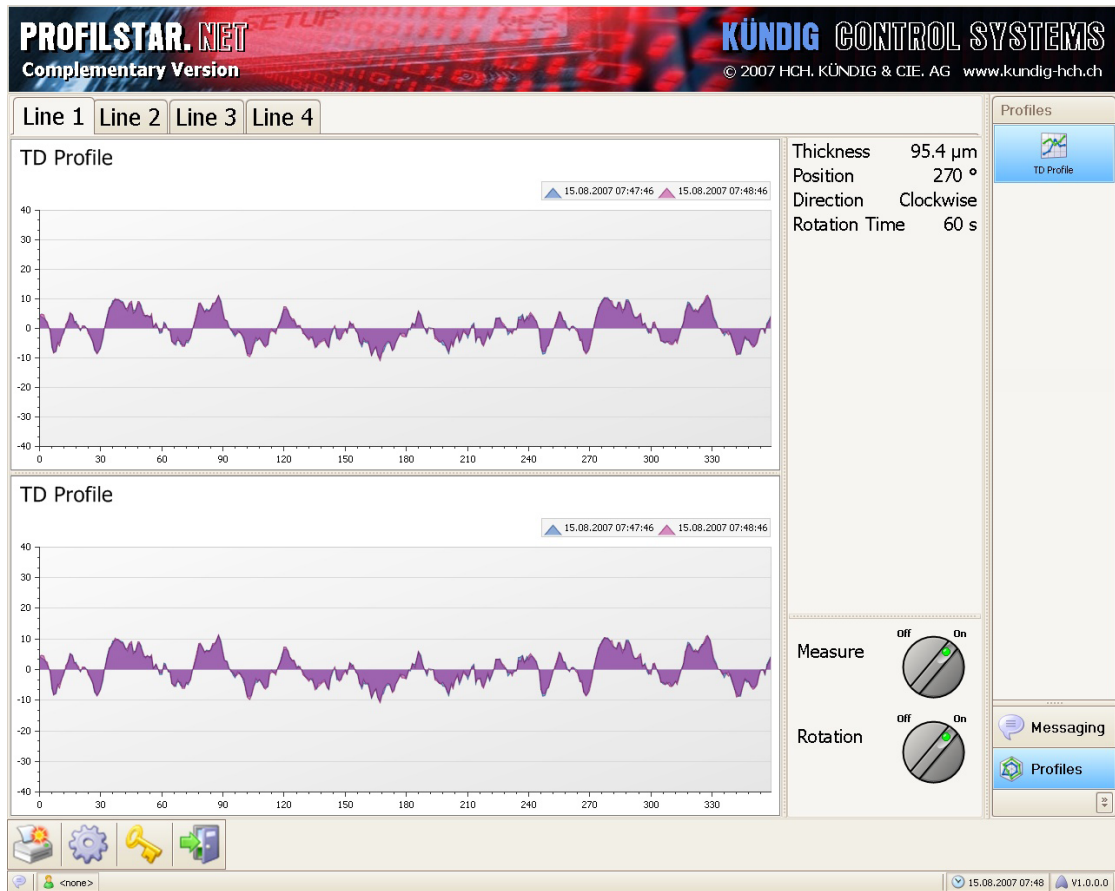 PROFILSTAR. NET
Complementary Version
SETUP
KÜNDIG CONTROL SYSTEMS
© 2007 HCH. KÜNDIG & CIE. AG www.kundig-hch.ch
Line 1 Line 2 Line 3 Line 4
TD Profile
15.08.2007 07:47:46 15.08.2007 07:48:46
40
30
20
10
0
-10
-20
-30
-40
0 30 60 90 120 150 180 210 240 270 300 330
TD Profile
15.08.2007 07:47:46 15.08.2007 07:48:46
40
30
20
10
0
-10
-20
-30
-40
0 30 60 90 120 150 180 210 240 270 300 330
Thickness 95.4 µm
Position 270 °
Direction Clockwise
Rotation Time 60 s
Off On
Measure
Off On
Rotation
Profiles
TD Profile
Messaging
Profiles
<none>
15.08.2007 07:48 V1.0.0.0